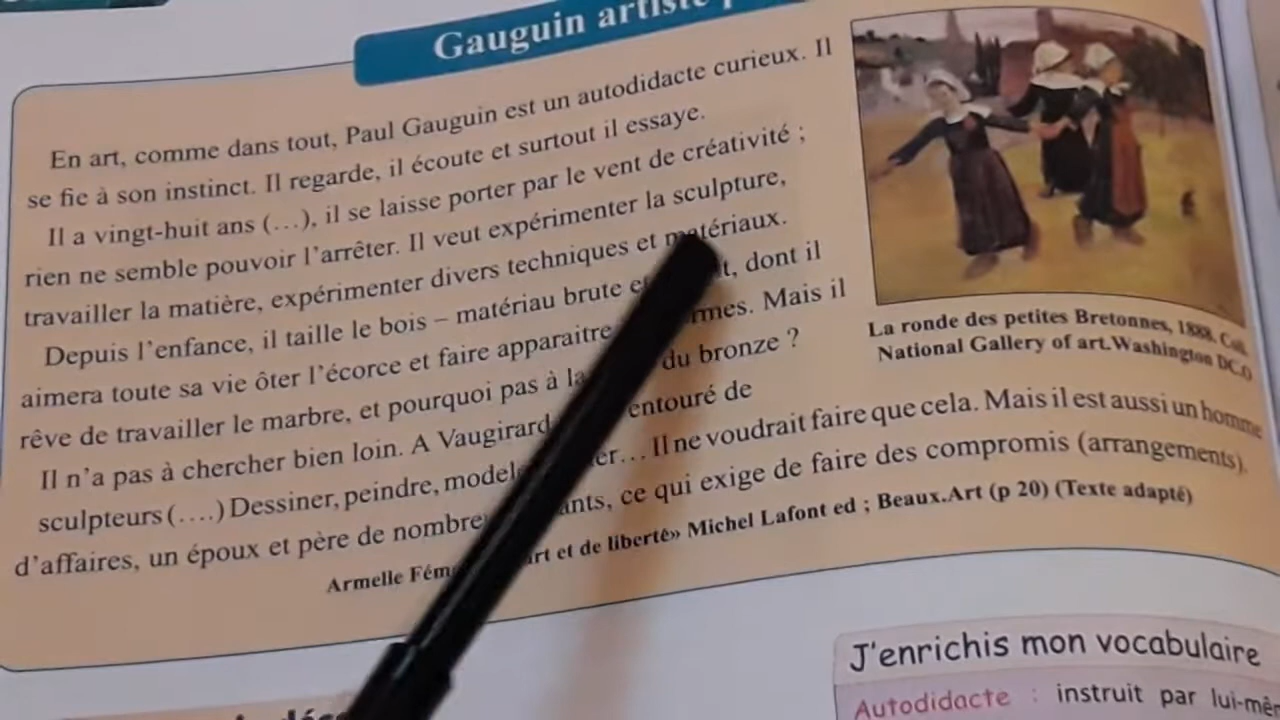 Gauguin artiste
En art, comme dans tout, Paul Gauguin est un autodidacte curieux. Il
se fie à son instinct. Il regarde, il écoute et surtout il essaye.
Il a vingt-huit ans (...), il se laisse porter par le vent de créativité ;
rien ne semble pouvoir l'arrêter. Il veut expérimenter la sculpture,
travailler la matière, expérimenter divers techniques et matériaux.
Depuis l'enfance, il taille le bois – matériau brute et dont il
aimera toute sa vie ôter l'écorce et faire apparaitre rmes. Mais il
rêve de travailler le marbre, et pourquoi pas à la du bronze ?
Il n'a pas à chercher bien loin. A Vaugirard entouré de
sculpteurs (....) Dessiner, peindre, model er... Il ne voudrait faire que cela. Mais il est aussi un homme
d'affaires, un époux et père de nombre ants, ce qui exige de faire des compromis (arrangements).
Armelle Fém art et de liberté» Michel Lafont ed ; Beaux.Art (p 20) (Texte adapté)
La ronde des petites Bretonnes, 1888. Coll.
National Gallery of art.Washington DC.
J'enrichis mon vocabulaire
Autodidacte : instruit par lui-mê